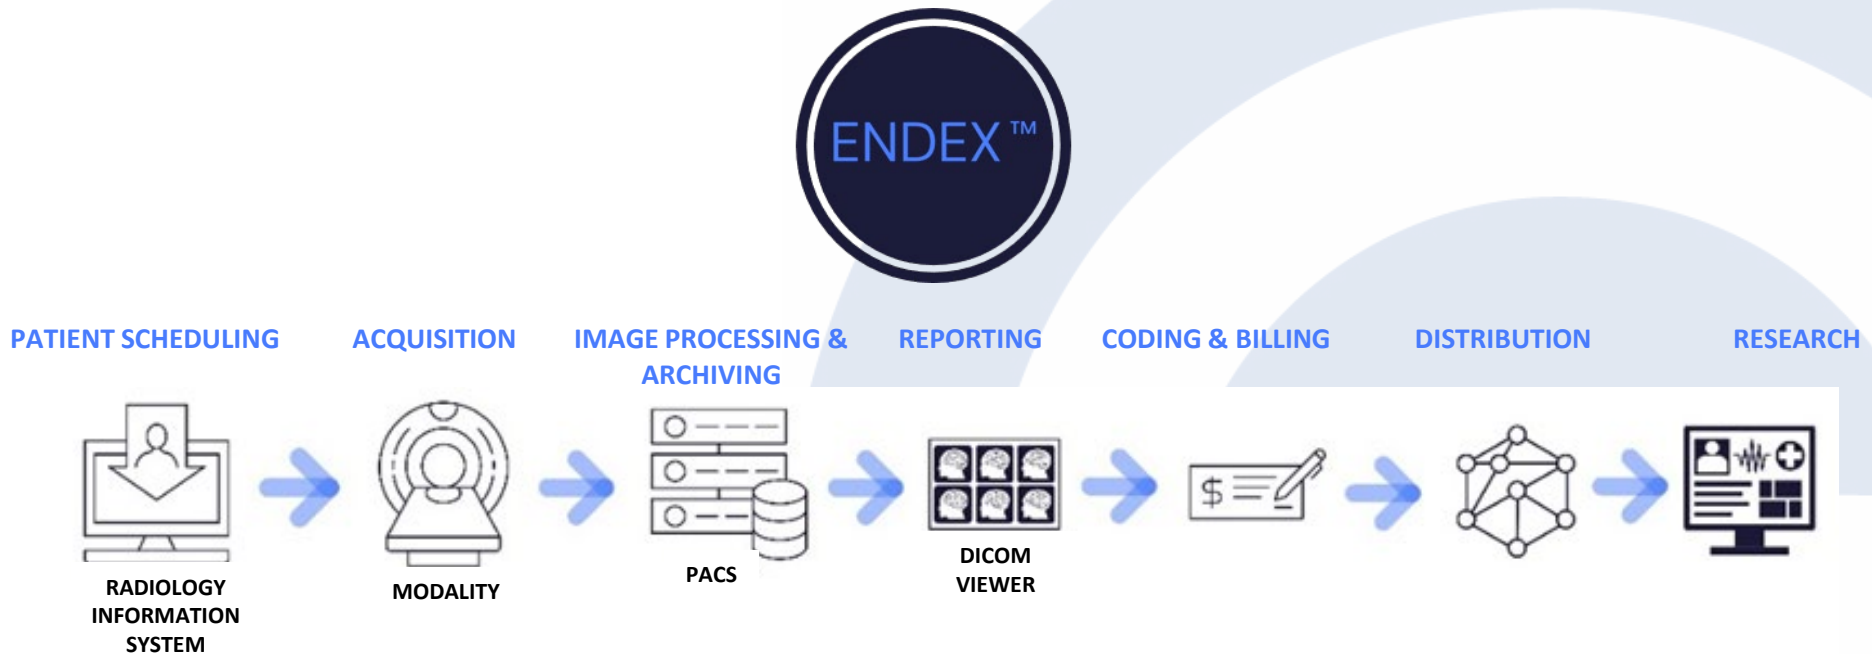 ENDEX™
PATIENT SCHEDULING
ACQUISITION
IMAGE PROCESSING &
ARCHIVING
REPORTING
CODING & BILLING
DISTRIBUTION
RESEARCH
$
RADIOLOGY
INFORMATION
SYSTEM
MODALITY
PACS
DICOM
VIEWER